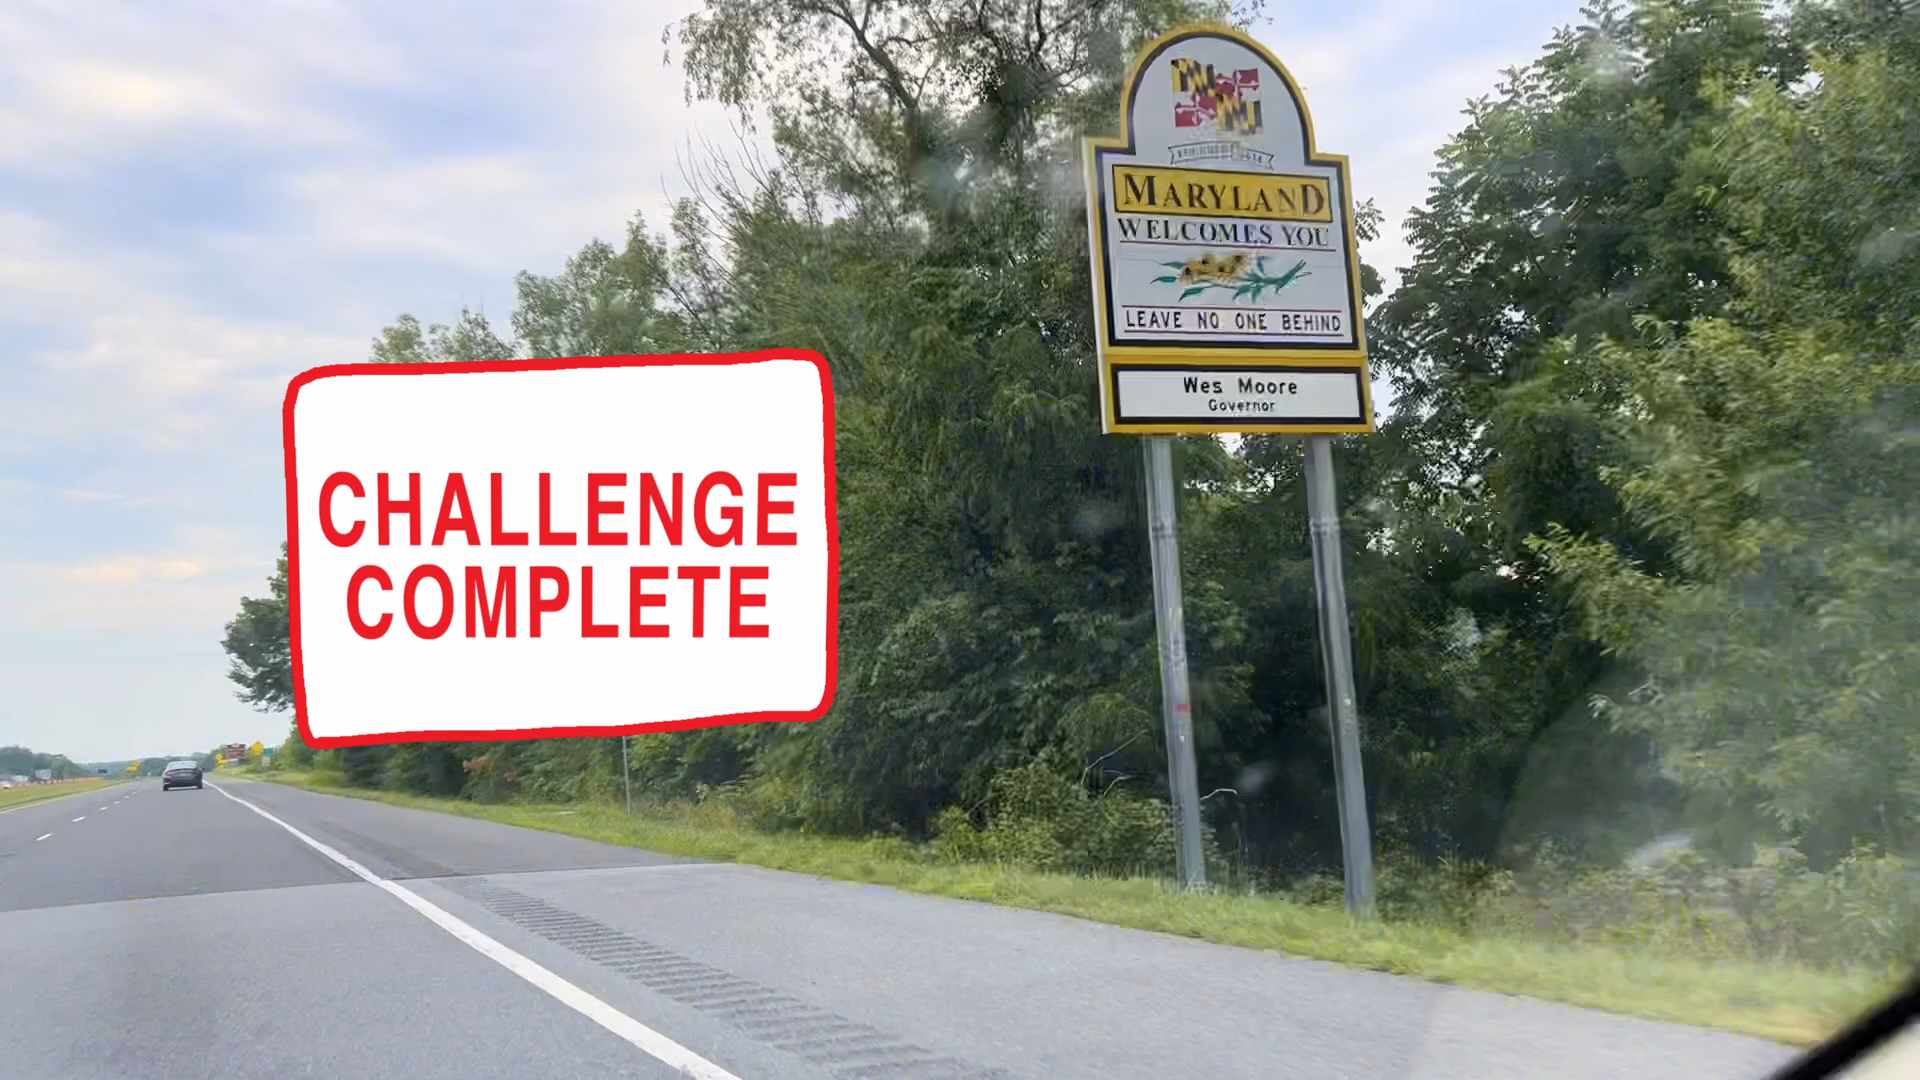 CHALLENGE
COMPLETE
MARYLAND
WELCOMES YOU
LEAVE NO ONE BEHIND
Wes Moore
Governor